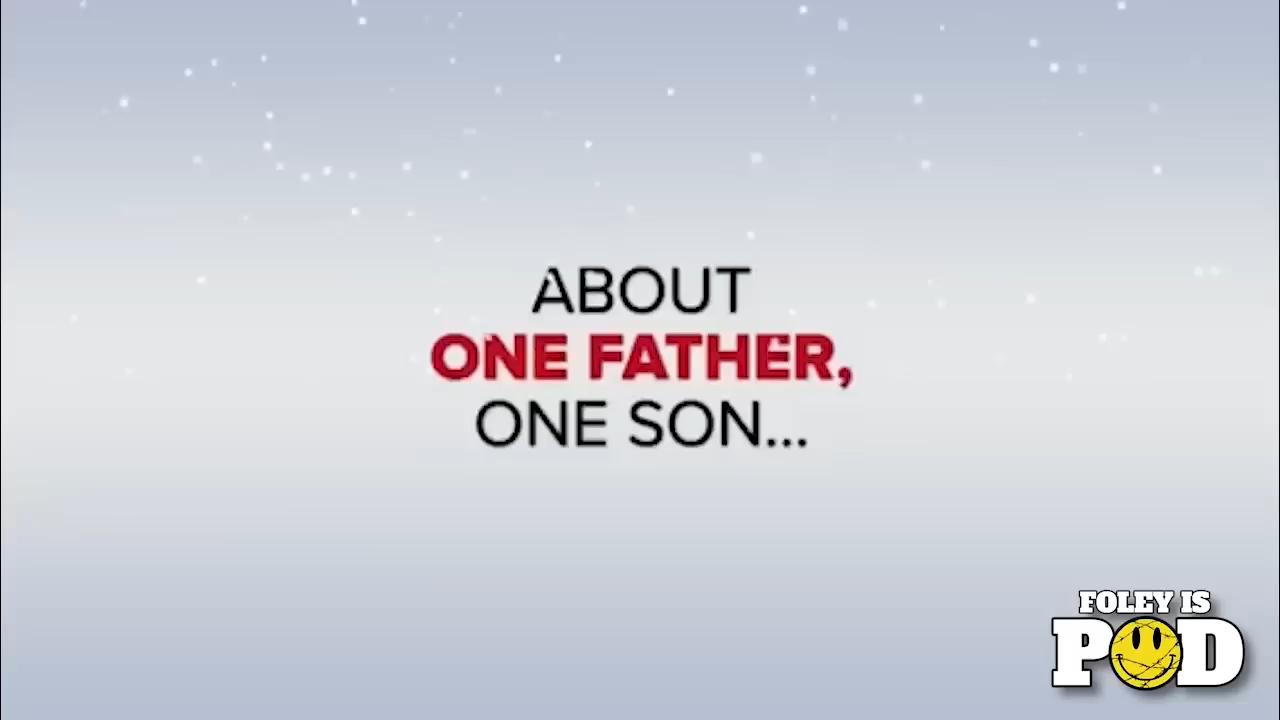 ABOUT
ONE FATHER,
ONE SON...
FOLEY IS
POD